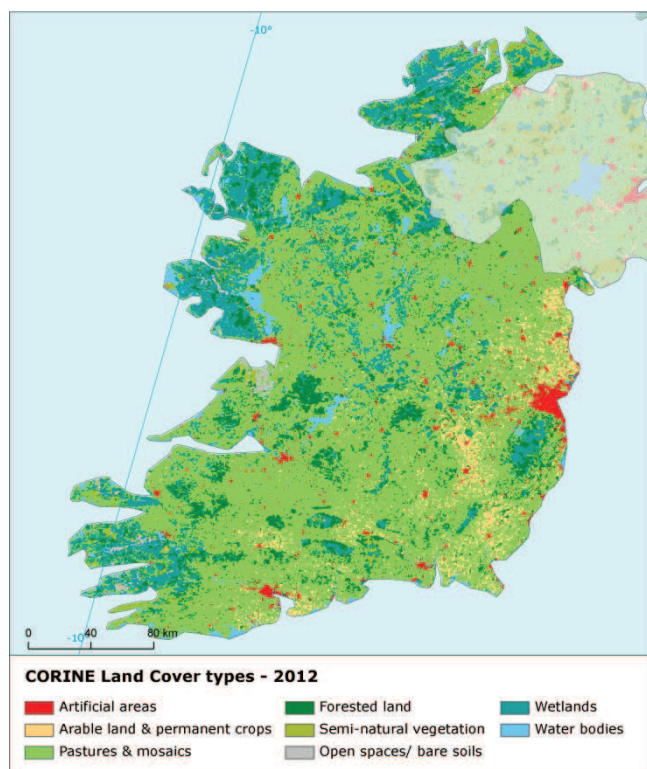 -10°
-10°
0 40 80 km
CORINE Land Cover types - 2012
Artificial areas
Arable land & permanent crops
Pastures & mosaics
Forested land
Semi-natural vegetation
Open spaces/ bare soils
Wetlands
Water bodies